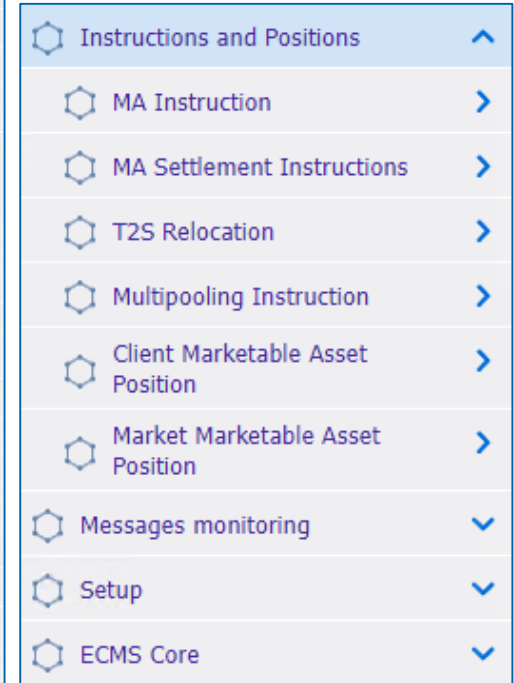 Instructions and Positions
MA Instruction
MA Settlement Instructions
T2S Relocation
Multipooling Instruction
Client Marketable Asset
Position
Market Marketable Asset
Position
Messages monitoring
Setup
ECMS Core